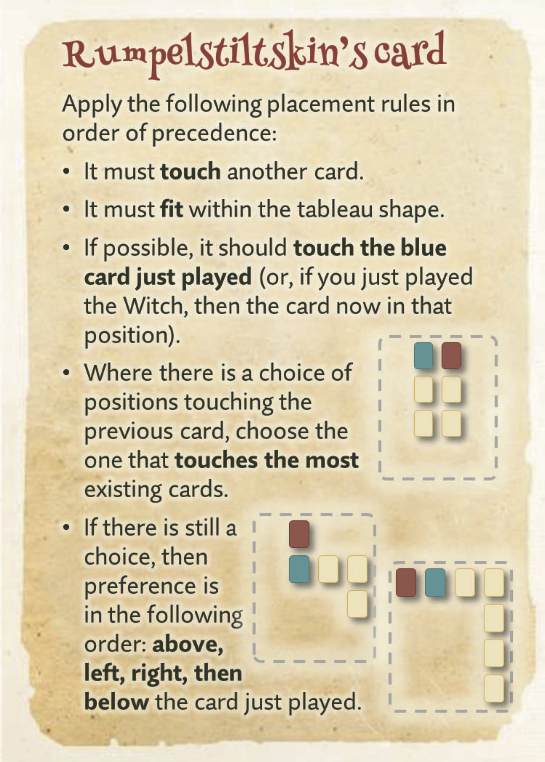 Rumpelstiltskin's card
Apply the following placement rules in
order of precedence:
• It must touch another card.
• It must fit within the tableau shape.
• If possible, it should touch the blue
card just played (or, if you just played
the Witch, then the card now in that
position).
• Where there is a choice of
positions touching the
previous card, choose the
one that touches the most
existing cards.
• If there is still a
choice, then
preference is
in the following
order: above,
left, right, then
below the card just played.